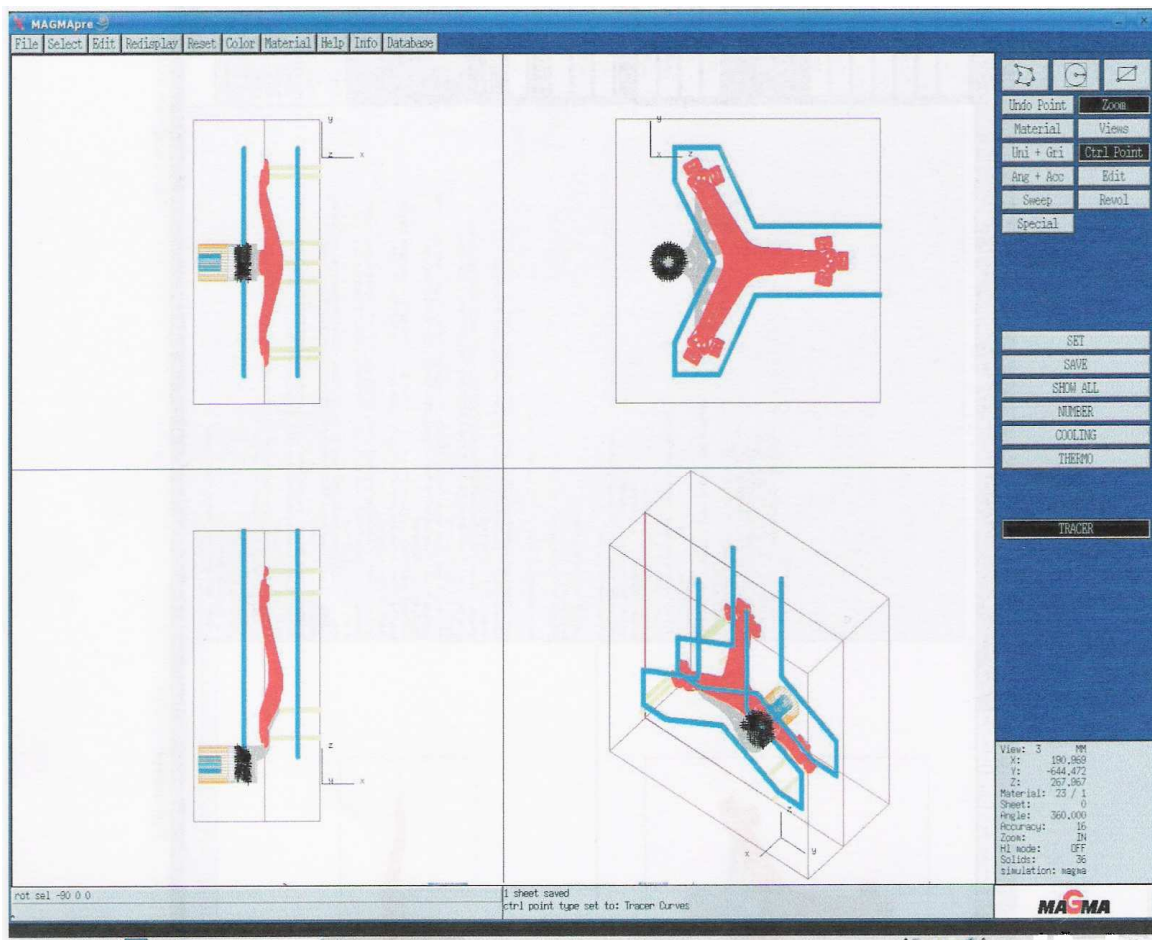 MAGMApre
File Select Edit Redisplay Reset Color Material Help Info Database
Undo Point Zoom
Material Views
Uni + Gri Ctrl Point
Ang + Acc Edit
Sweep Revol
Special
SET
SAVE
SHOW ALL
NUMBER
COOLING
THERMO
TRACER
y
z x
y
x z
z
y x
z
x y
View: 3 MM
X: 190.969
Y: -644.472
Z: 267.967
Material: 23 / 1
Sheet: 0
Angle: 360.000
Accuracy: 16
Zoom: IN
Hl mode: OFF
Solids: 36
simulation: magma
rot sel -90 0 0
1 sheet saved
ctrl point type set to: Tracer Curves
MAGMA